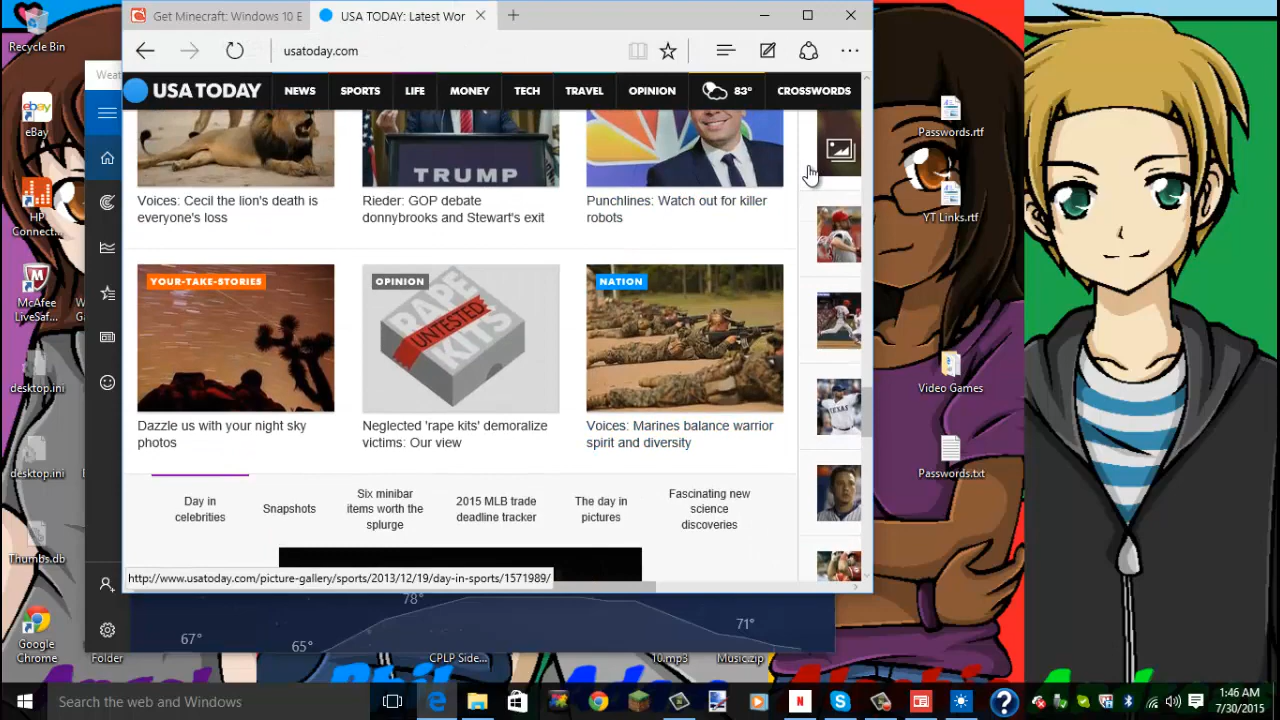 Get Minecraft: Windows 10 E
USA TODAY: Latest Wor
usatoday.com
USA TODAY
NEWS
SPORTS
LIFE
MONEY
TECH
TRAVEL
OPINION
83°
CROSSWORDS
TRUMP
Voices: Cecil the lion's death is
everyone's loss
Rieder: GOP debate
donnybrooks and Stewart's exit
Punchlines: Watch out for killer
robots
YOUR-TAKE-STORIES
OPINION
RAPE
UNTESTED
KITS
NATION
TEXAS
Dazzle us with your night sky
photos
Neglected 'rape kits' demoralize
victims: Our view
Voices: Marines balance warrior
spirit and diversity
Day in
celebrities
Snapshots
Six minibar
items worth the
splurge
2015 MLB trade
deadline tracker
The day in
pictures
Fascinating new
science
discoveries
http://www.usatoday.com/picture-gallery/sports/2013/12/19/day-in-sports/1571989/
Recycle Bin
Weat
ebay
eBay
HP
Connect...
McAfee
LiveSaf...
desktop.ini
desktop.ini
Thumbs.db
Google
Chrome
Folder
67°
65°
78°
71°
CPLP Side...
10.mp3
Music.zip
Passwords.rtf
YT Links.rtf
Video Games
Passwords.txt
Search the web and Windows
1:46 AM
7/30/2015